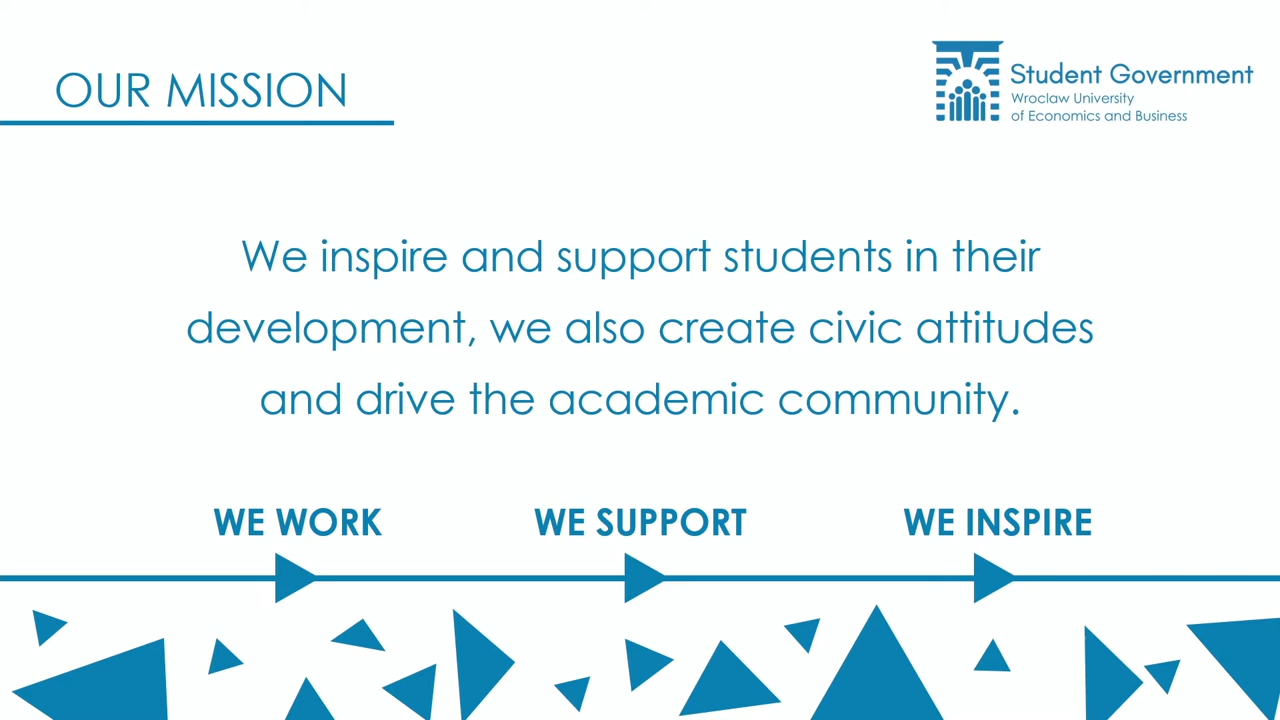 OUR MISSION
Student Government
Wroclaw University
of Economics and Business
We inspire and support students in their
development, we also create civic attitudes
and drive the academic community.
WE WORK
WE SUPPORT
WE INSPIRE